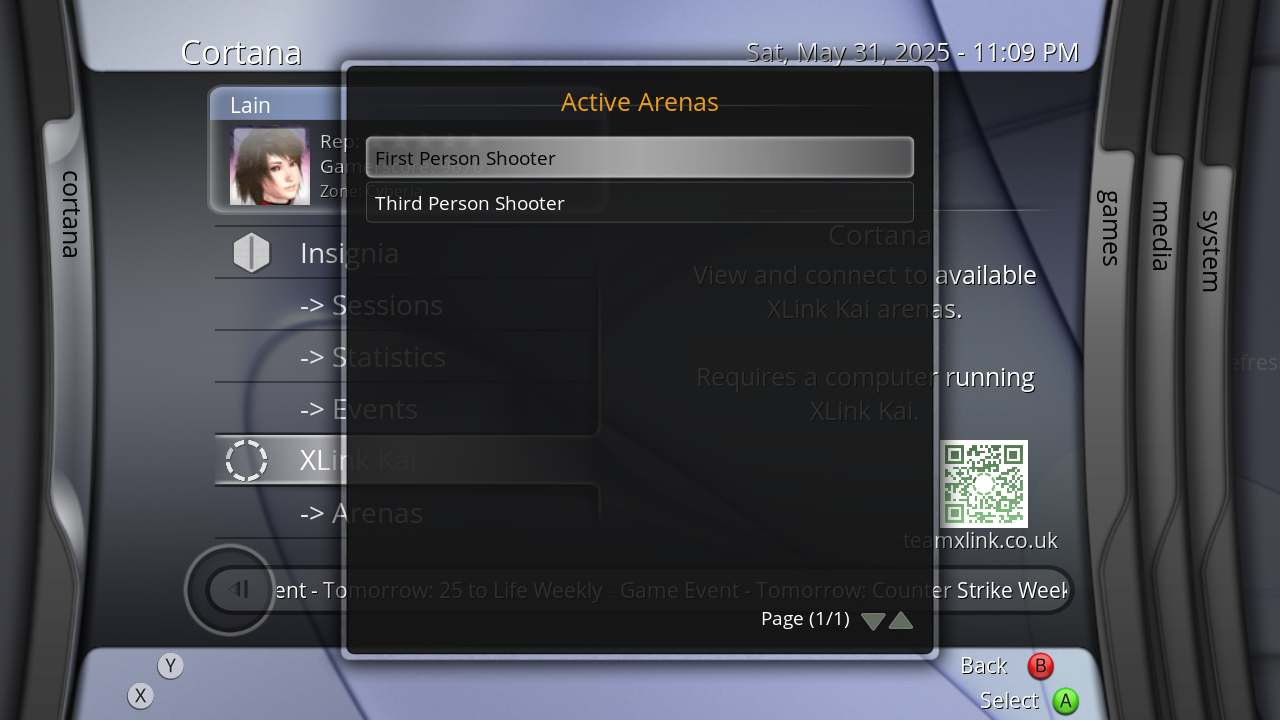 Cortana
Sat, May 31, 2025 - 11:09 PM
Active Arenas
Lain
Rep:
First Person Shooter
Zone: Cyberia
Third Person Shooter
cortana
games
media
system
Insignia
-> Sessions
-> Statistics
-> Events
XLink Kai
-> Arenas
Cortana
View and connect to available
XLink Kai arenas.
Requires a computer running
XLink Kai.
teamxlink.co.uk
ent - Tomorrow: 25 to Life Weekly - Game Event - Tomorrow: Counter Strike Week
Page (1/1)
Y
X
Back B
Select A